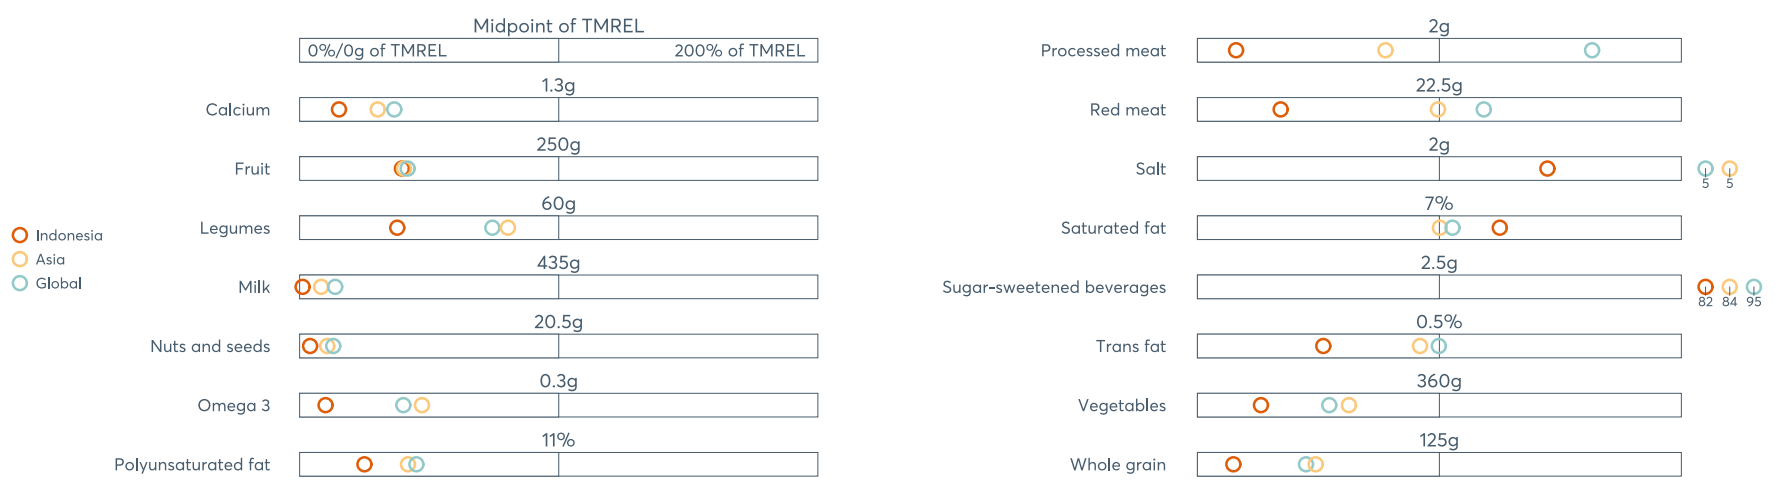 Midpoint of TMREL
0%/0g of TMREL 200% of TMREL
1.3g
Calcium
250g
Fruit
60g
Legumes
435g
Milk
20.5g
Nuts and seeds
0.3g
Omega 3
11%
Polyunsaturated fat
Indonesia
Asia
Global
2g
Processed meat
22.5g
Red meat
2g
Salt
5 5
7%
Saturated fat
2.5g
Sugar-sweetened beverages
82 84 95
0.5%
Trans fat
360g
Vegetables
125g
Whole grain